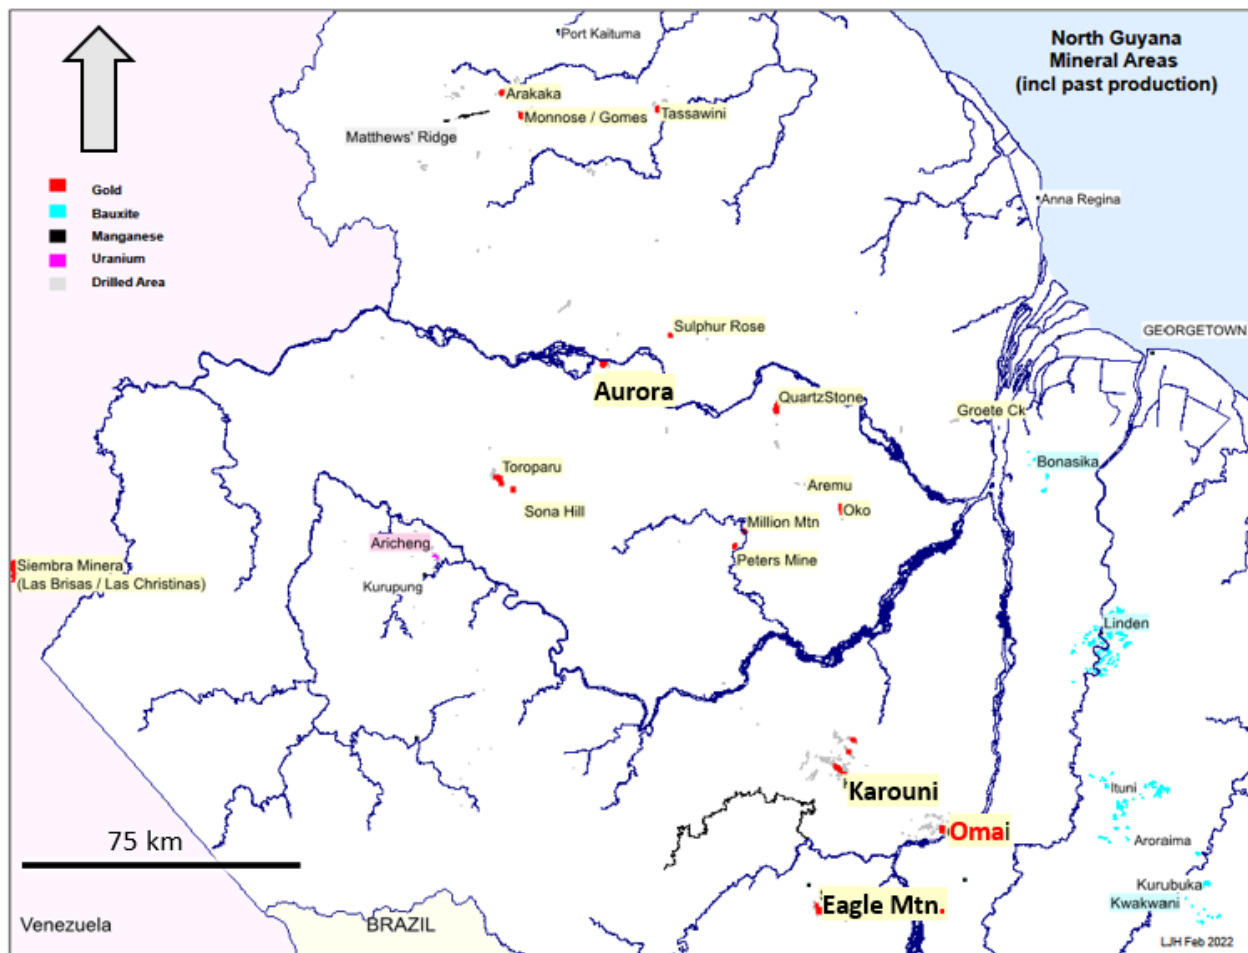 Port Kaituma
North Guyana
Mineral Areas
(incl past production)
Arakaka
Monnose / Gomes
Tassawini
Matthews' Ridge
Gold
Bauxite
Manganese
Uranium
Drilled Area
Anna Regina
Sulphur Rose
GEORGETOWN
Aurora
QuartzStone
Groete Ck
Toroparu
Bonasika
Sona Hill
Aremu
Oko
Million Mtn
Aricheng
Peters Mine
Siembra Minera
(Las Brisas / Las Christinas)
Kurupung
Linden
Karouni
Ituni
75 km
Omai
Aroraima
Kurubuka
Kwakwani
Eagle Mtn.
Venezuela
BRAZIL
LJH Feb 2022